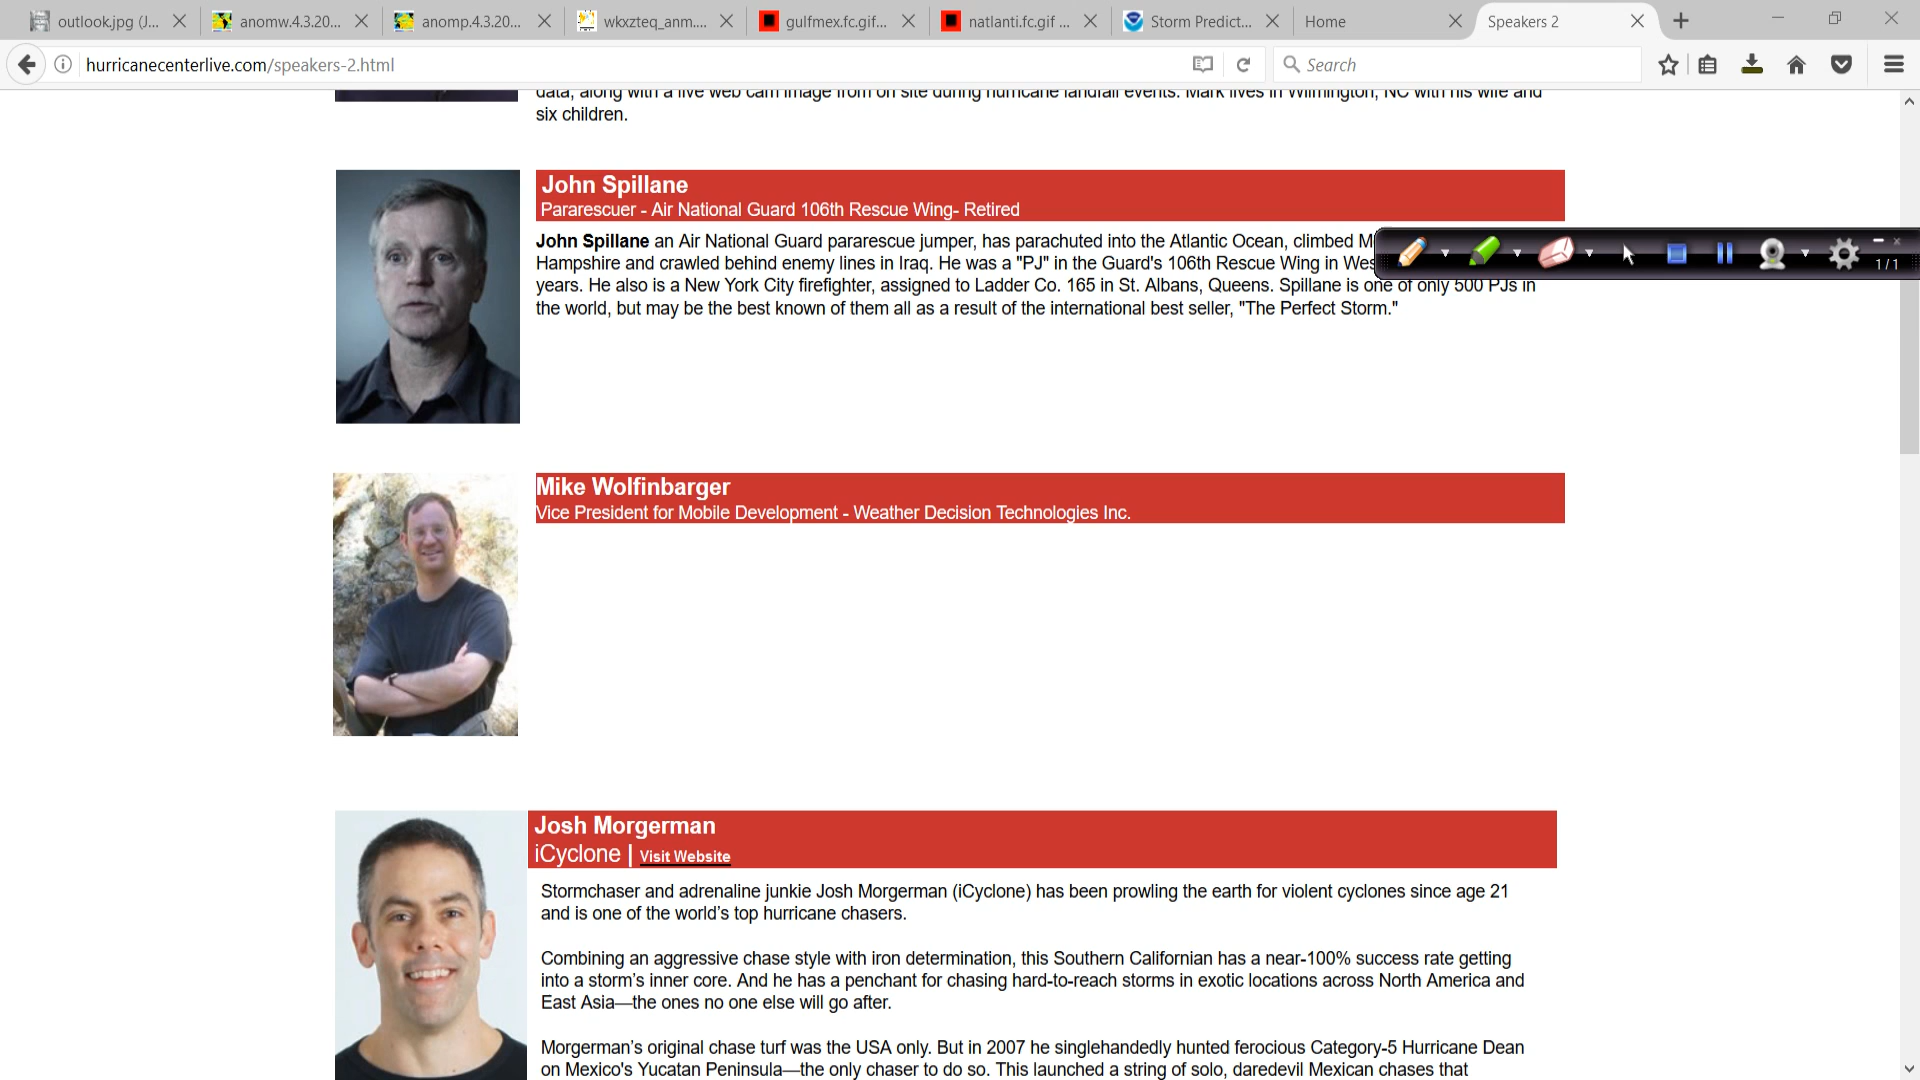 outlook.jpg (J...
anomw.4.3.20...
anomp.4.3.20...
wkxzteq_anm....
gulfmex.fc.gif...
natlanti.fc.gif ...
Storm Predict...
Home
Speakers 2
hurricanecenterlive.com/speakers-2.html
Search
data, along with a live web cam image from on site during hurricane landfall events. Mark lives in Wilmington, NC with his wife and
six children.
John Spillane
Pararescuer - Air National Guard 106th Rescue Wing- Retired
John Spillane an Air National Guard pararescue jumper, has parachuted into the Atlantic Ocean, climbed M
Hampshire and crawled behind enemy lines in Iraq. He was a "PJ" in the Guard's 106th Rescue Wing in Wes
1/1
years. He also is a New York City firefighter, assigned to Ladder Co. 165 in St. Albans, Queens. Spillane is one of only 500 PJs in
the world, but may be the best known of them all as a result of the international best seller, "The Perfect Storm."
Mike Wolfinbarger
Vice President for Mobile Development - Weather Decision Technologies Inc.
Josh Morgerman
iCyclone | Visit Website
Stormchaser and adrenaline junkie Josh Morgerman (iCyclone) has been prowling the earth for violent cyclones since age 21
and is one of the world’s top hurricane chasers.
Combining an aggressive chase style with iron determination, this Southern Californian has a near-100% success rate getting
into a storm’s inner core. And he has a penchant for chasing hard-to-reach storms in exotic locations across North America and
East Asia—the ones no one else will go after.
Morgerman’s original chase turf was the USA only. But in 2007 he singlehandedly hunted ferocious Category-5 Hurricane Dean
on Mexico's Yucatan Peninsula—the only chaser to do so. This launched a string of solo, daredevil Mexican chases that